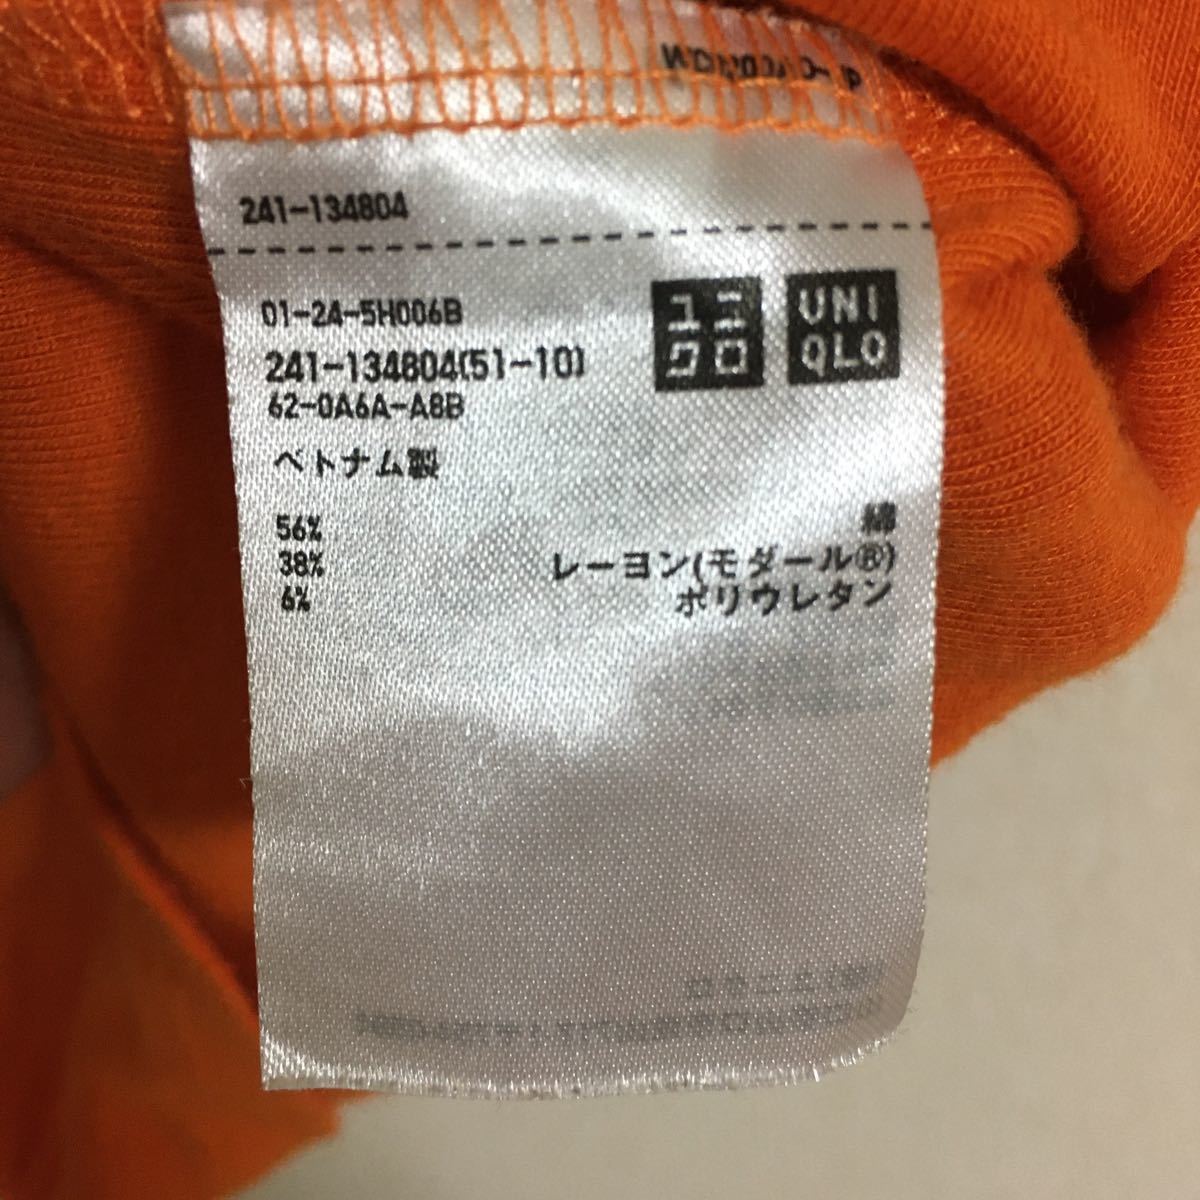 241-134804
01-24-5H006B
241-134804(51-10)
62-0A6A-A8B
ユニ
クロ
UNI
QLO
ベトナム製
56% 綿
38% レーヨン(モダール®)
6% ポリウレタン